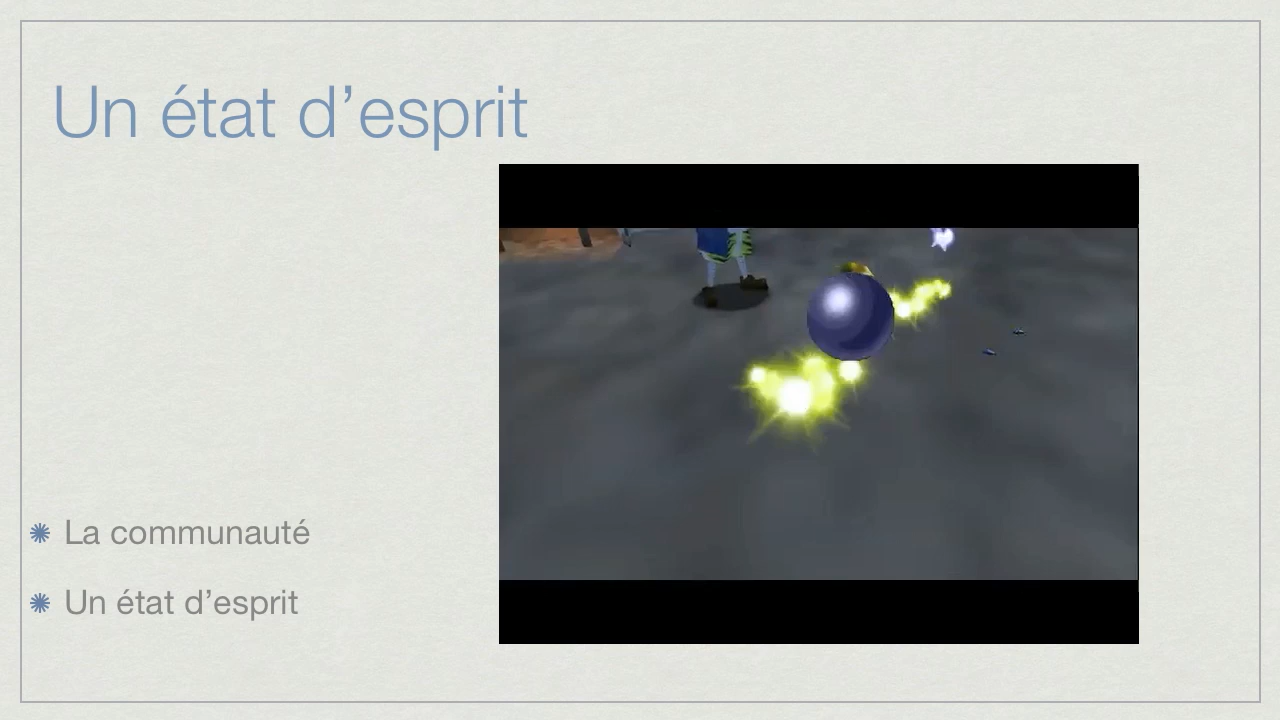 Un état d’esprit
La communauté
Un état d’esprit